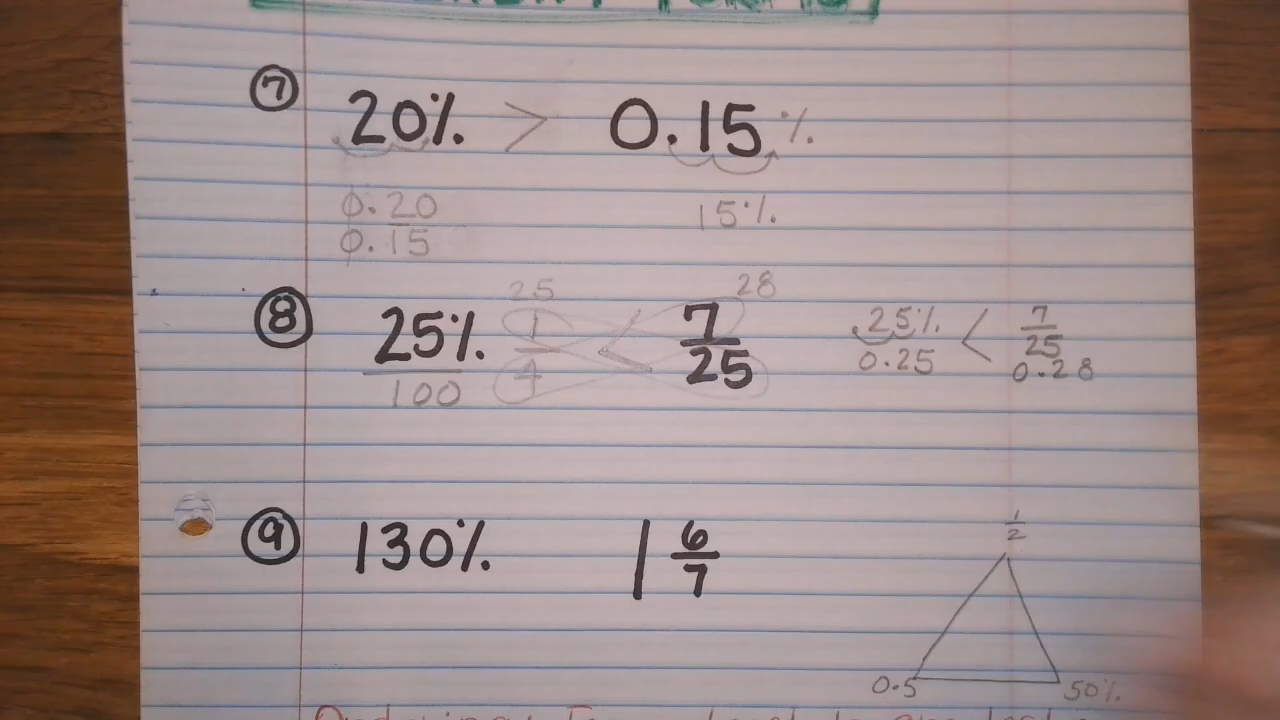 7 20% > 0.15%
0.20 15%
0.15
25 28
8 25%/100 1/4 < 7/25 25% < 7/25
0.25 0.28
9 130% 1 6/7
1/2
0.5 50%